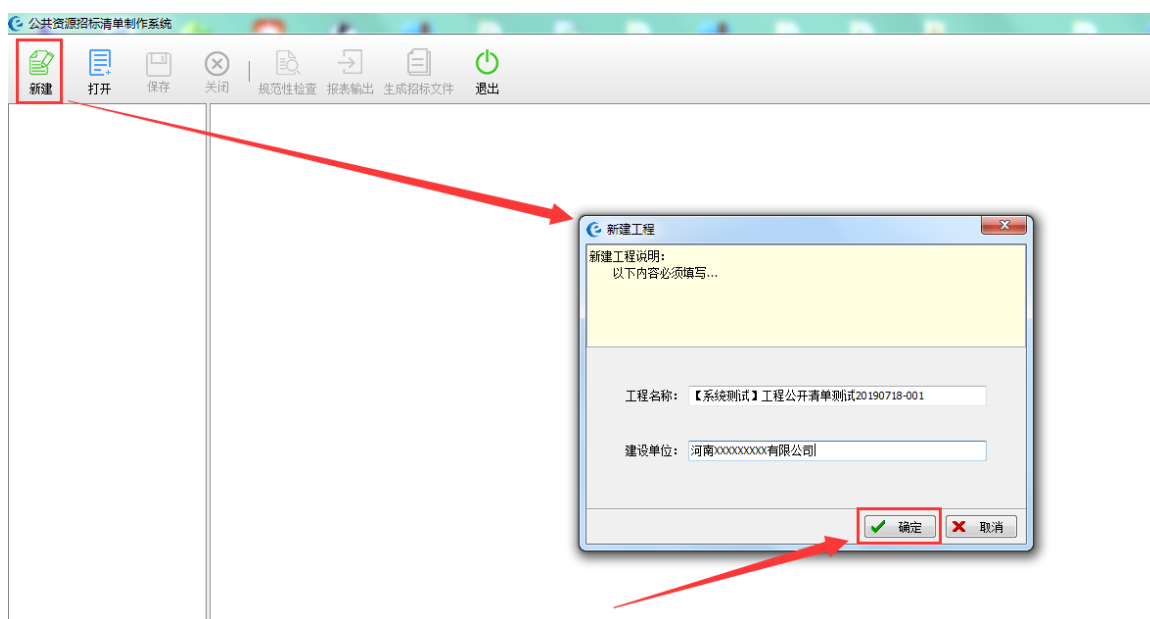 公共资源招标清单制作系统
新建 打开 保存 关闭 规范性检查 报表输出 生成招标文件 退出
新建工程
新建工程说明:
以下内容必须填写...
工程名称: 【系统测试】工程公开清单测试20190718-001
建设单位: 河南XXXXXXXXX有限公司
确定 取消